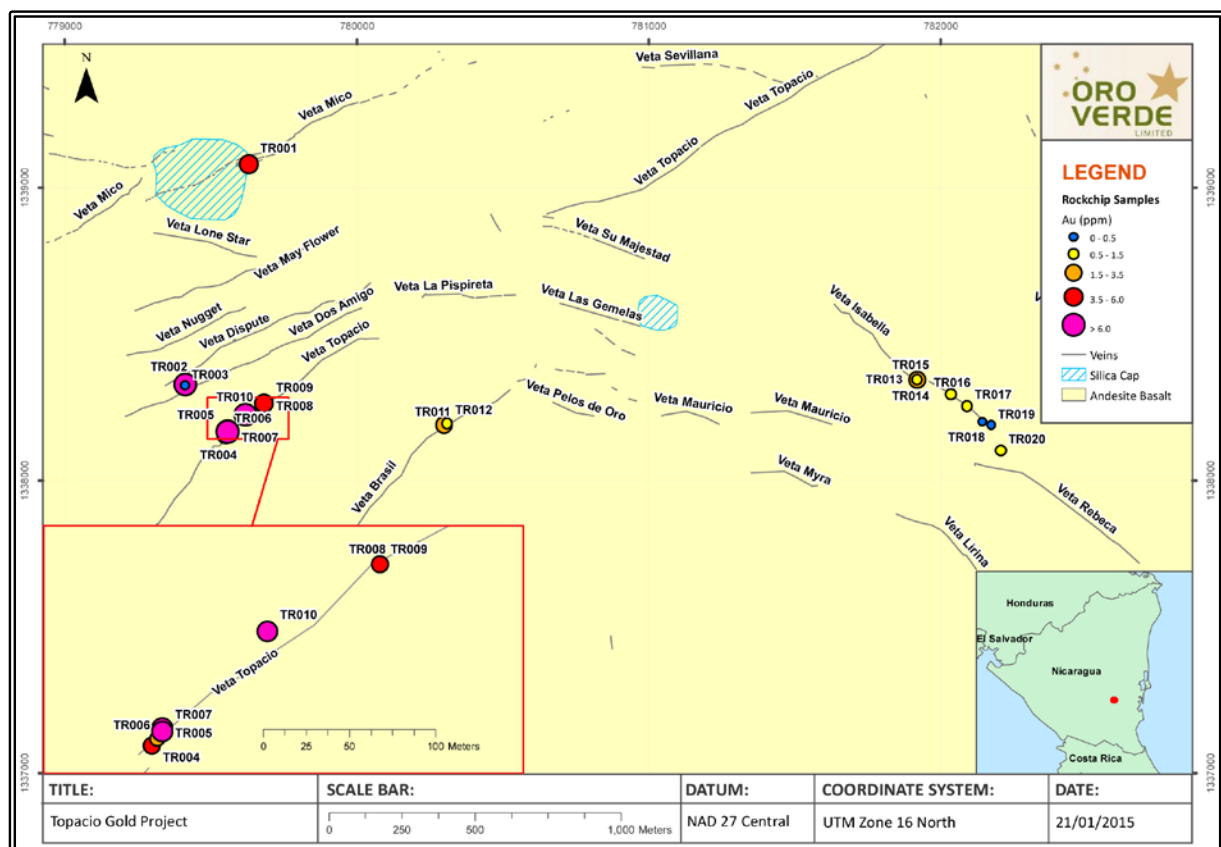 779000
780000
781000
782000
N
Veta Sevillana
Veta Topacio
Veta Mico
TR001
Veta Topacio
1339000
1339000
Veta Mico
Veta Lone Star
Veta May Flower
Veta Su Majestad
Veta La Pispireta
Veta Las Gemelas
Veta Isabella
Veta Nugget
Veta Dispute
Veta Dos Amigo
Veta Topacio
TR002
TR003
TR009
TR010
TR008
TR005
TR006
TR007
TR004
TR011
TR012
Veta Brasil
Veta Pelos de Oro
Veta Mauricio
Veta Mauricio
Veta Myra
TR015
TR013
TR014
TR016
TR017
TR019
TR018
TR020
Veta Rebeca
Veta Lirina
1338000
1338000
ORO
VERDE
LIMITED
LEGEND
Rockchip Samples
Au (ppm)
0 - 0.5
0.5 - 1.5
1.5 - 3.5
3.5 - 6.0
> 6.0
Veins
Silica Cap
Andesite Basalt
TR008
TR009
TR010
Veta Topacio
TR007
TR006
TR005
TR004
0 25 50 100 Meters
Honduras
El Salvador
Nicaragua
Costa Rica
1337000
1337000
TITLE:
Topacio Gold Project
SCALE BAR:
0 250 500 1,000 Meters
DATUM:
NAD 27 Central
COORDINATE SYSTEM:
UTM Zone 16 North
DATE:
21/01/2015